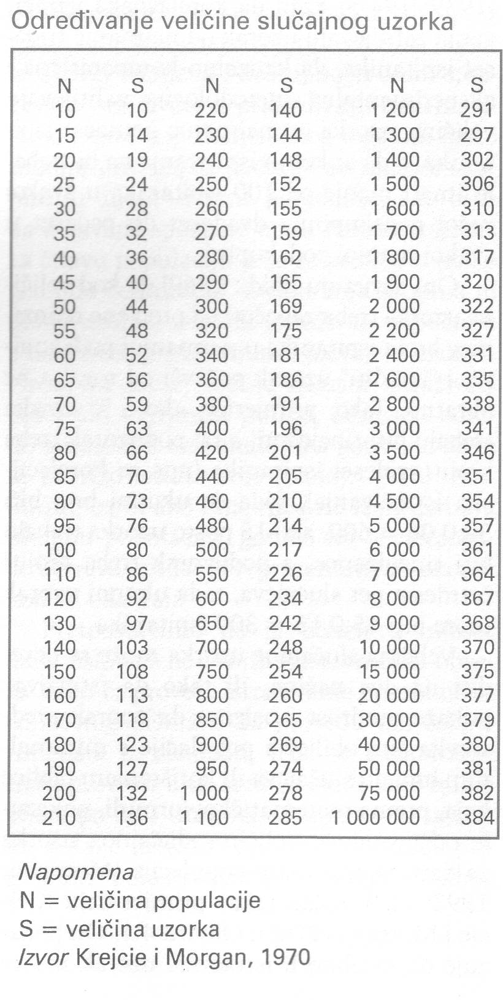 Određivanje veličine slučajnog uzorka
N S N S N S
10 10 220 140 1 200 291
15 14 230 144 1 300 297
20 19 240 148 1 400 302
25 24 250 152 1 500 306
30 28 260 155 1 600 310
35 32 270 159 1 700 313
40 36 280 162 1 800 317
45 40 290 165 1 900 320
50 44 300 169 2 000 322
55 48 320 175 2 200 327
60 52 340 181 2 400 331
65 56 360 186 2 600 335
70 59 380 191 2 800 338
75 63 400 196 3 000 341
80 66 420 201 3 500 346
85 70 440 205 4 000 351
90 73 460 210 4 500 354
95 76 480 214 5 000 357
100 80 500 217 6 000 361
110 86 550 226 7 000 364
120 92 600 234 8 000 367
130 97 650 242 9 000 368
140 103 700 248 10 000 370
150 108 750 254 15 000 375
160 113 800 260 20 000 377
170 118 850 265 30 000 379
180 123 900 269 40 000 380
190 127 950 274 50 000 381
200 132 1 000 278 75 000 382
210 136 1 100 285 1 000 000 384
Napomena
N = veličina populacije
S = veličina uzorka
Izvor Krejcie i Morgan, 1970